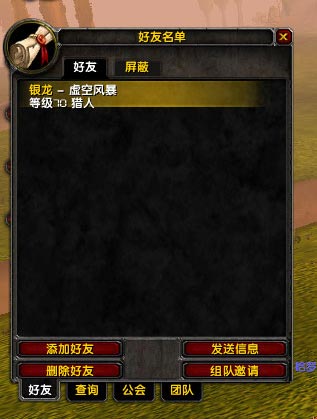 好友名单
好友 屏蔽
银龙 - 虚空风暴
等级70 猎人
添加好友 发送信息
删除好友 组队邀请
好友 查询 公会 团队